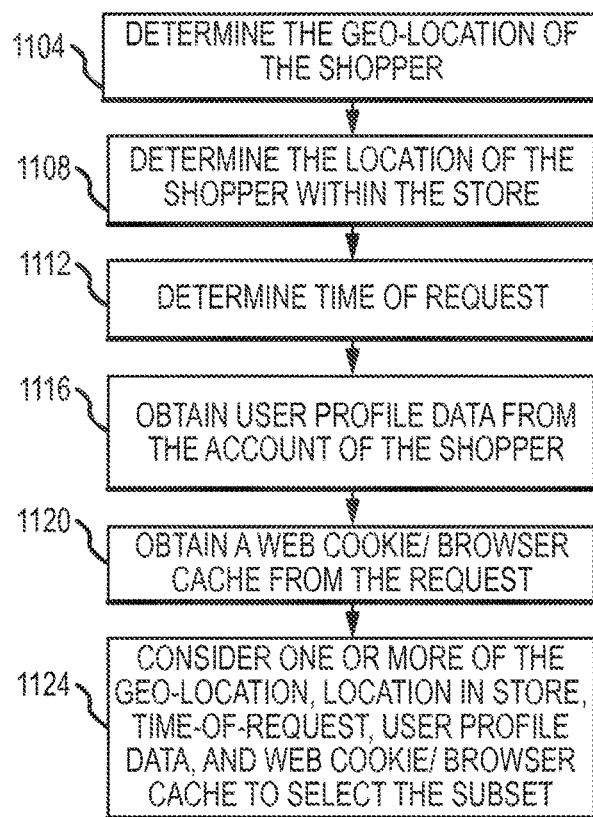 1104
DETERMINE THE GEO-LOCATION OF
THE SHOPPER
1108
DETERMINE THE LOCATION OF THE
SHOPPER WITHIN THE STORE
1112
DETERMINE TIME OF REQUEST
1116
OBTAIN USER PROFILE DATA FROM
THE ACCOUNT OF THE SHOPPER
1120
OBTAIN A WEB COOKIE/ BROWSER
CACHE FROM THE REQUEST
1124
CONSIDER ONE OR MORE OF THE
GEO-LOCATION, LOCATION IN STORE,
TIME-OF-REQUEST, USER PROFILE
DATA, AND WEB COOKIE/ BROWSER
CACHE TO SELECT THE SUBSET